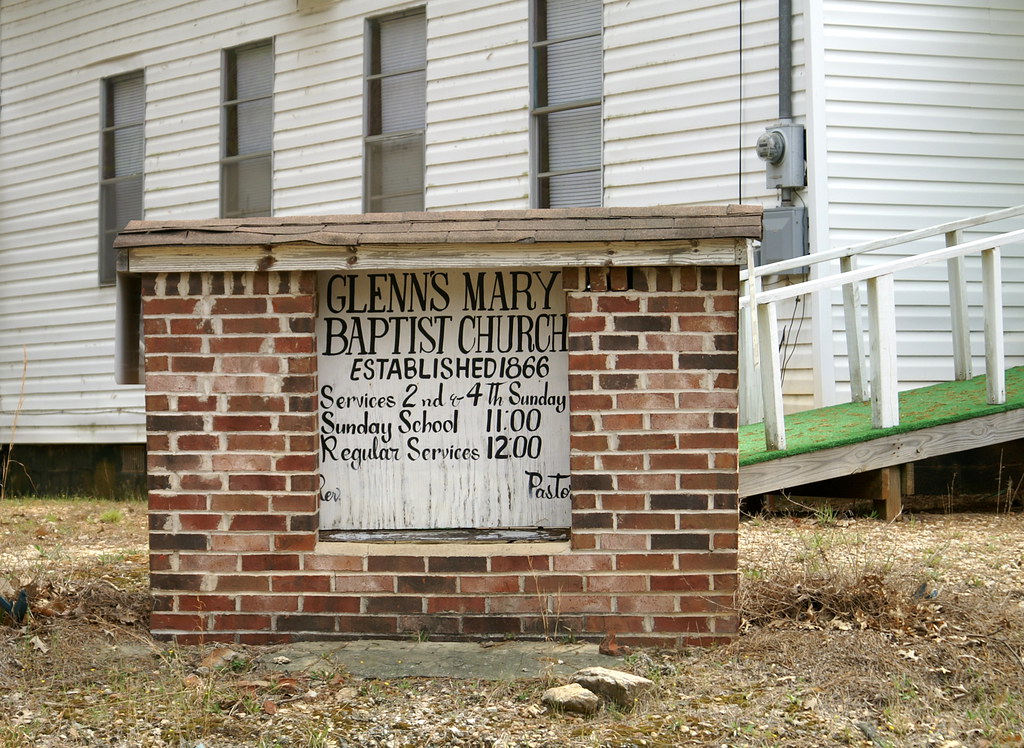 GLENN'S MARY
BAPTIST CHURCH
ESTABLISHED 1866
Services 2nd & 4Th Sunday
Sunday School 11:00
Regular Services 12:00
Rev. Pasto